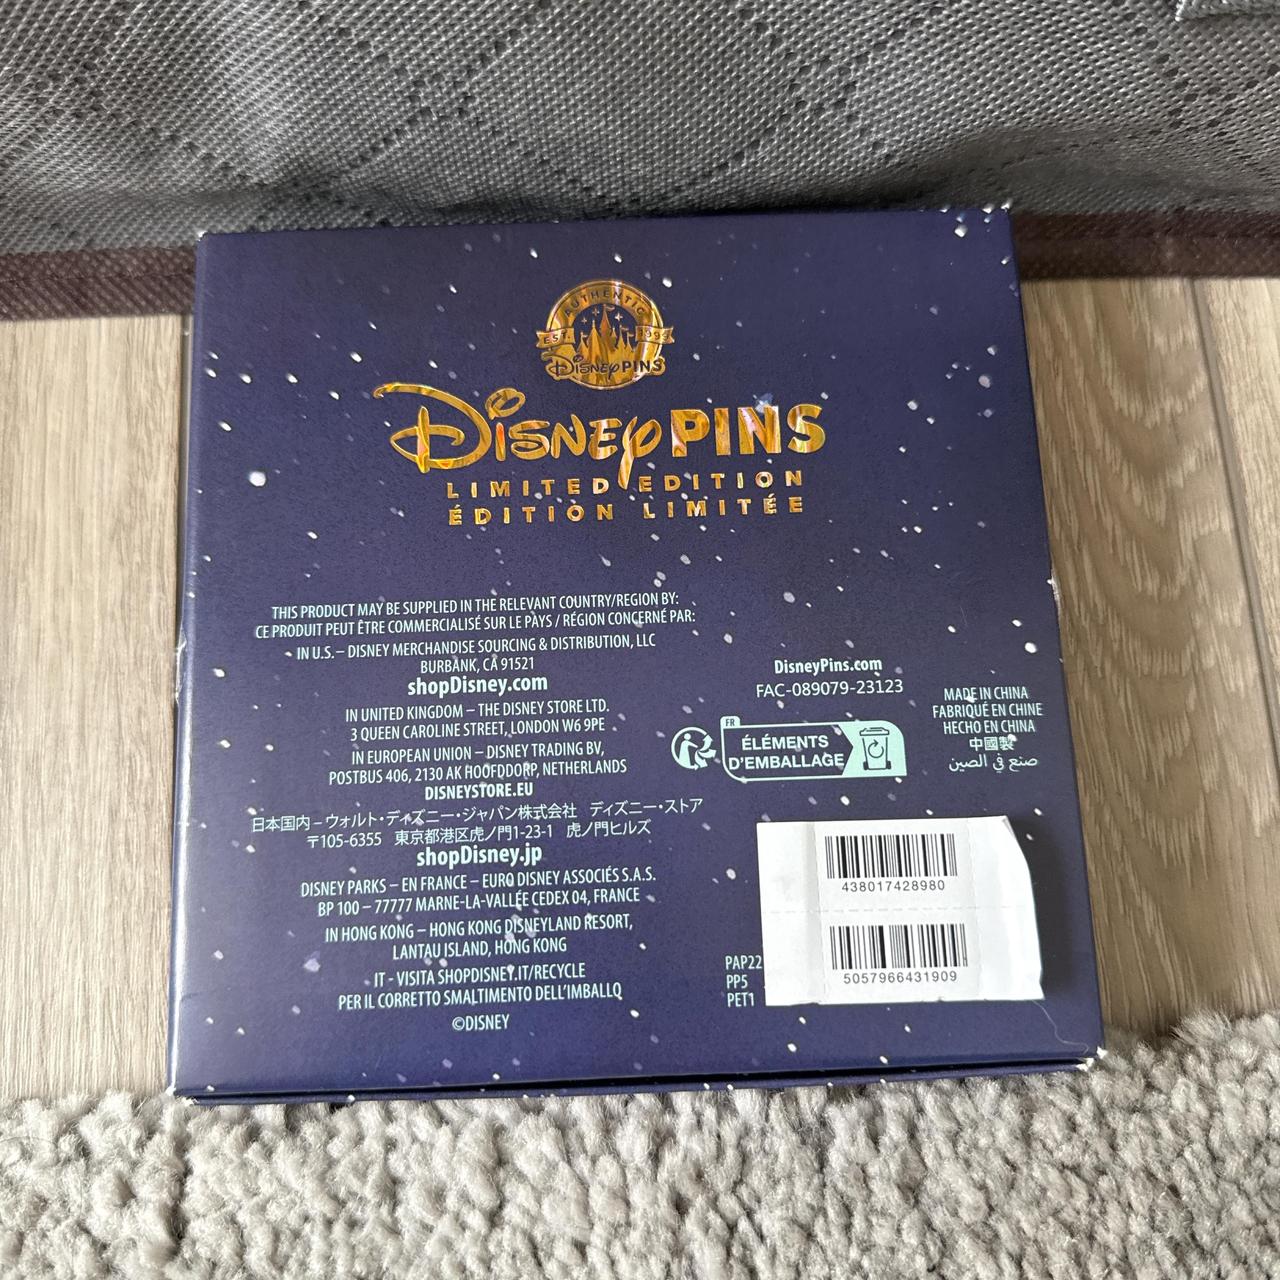 AUTHENTIC
EST. 1999
DISNEY PINS
DISNEY PINS
LIMITED EDITION
ÉDITION LIMITÉE
THIS PRODUCT MAY BE SUPPLIED IN THE RELEVANT COUNTRY/REGION BY:
CE PRODUIT PEUT ÊTRE COMMERCIALISÉ SUR LE PAYS / RÉGION CONCERNÉ PAR:
IN U.S. – DISNEY MERCHANDISE SOURCING & DISTRIBUTION, LLC
BURBANK, CA 91521
shopDisney.com
IN UNITED KINGDOM – THE DISNEY STORE LTD.
3 QUEEN CAROLINE STREET, LONDON W6 9PE
IN EUROPEAN UNION – DISNEY TRADING BV,
POSTBUS 406, 2130 AK HOOFDDORP, NETHERLANDS
DISNEYSTORE.EU
日本国内 – ウォルト・ディズニー・ジャパン株式会社 ディズニー・ストア
〒105-6355 東京都港区虎ノ門1-23-1 虎ノ門ヒルズ
shopDisney.jp
DISNEY PARKS – EN FRANCE – EURO DISNEY ASSOCIÉS S.A.S.
BP 100 – 77777 MARNE-LA-VALLÉE CEDEX 04, FRANCE
IN HONG KONG – HONG KONG DISNEYLAND RESORT,
LANTAU ISLAND, HONG KONG
IT - VISITA SHOPDISNEY.IT/RECYCLE
PER IL CORRETTO SMALTIMENTO DELL'IMBALLO
©DISNEY
DisneyPins.com
FAC-089079-23123
MADE IN CHINA
FABRIQUÉ EN CHINE
HECHO EN CHINA
中國製
صنع في الصين
FR
ÉLÉMENTS
D'EMBALLAGE
438017428980
5057966431909
PAP22
PP5
PET1